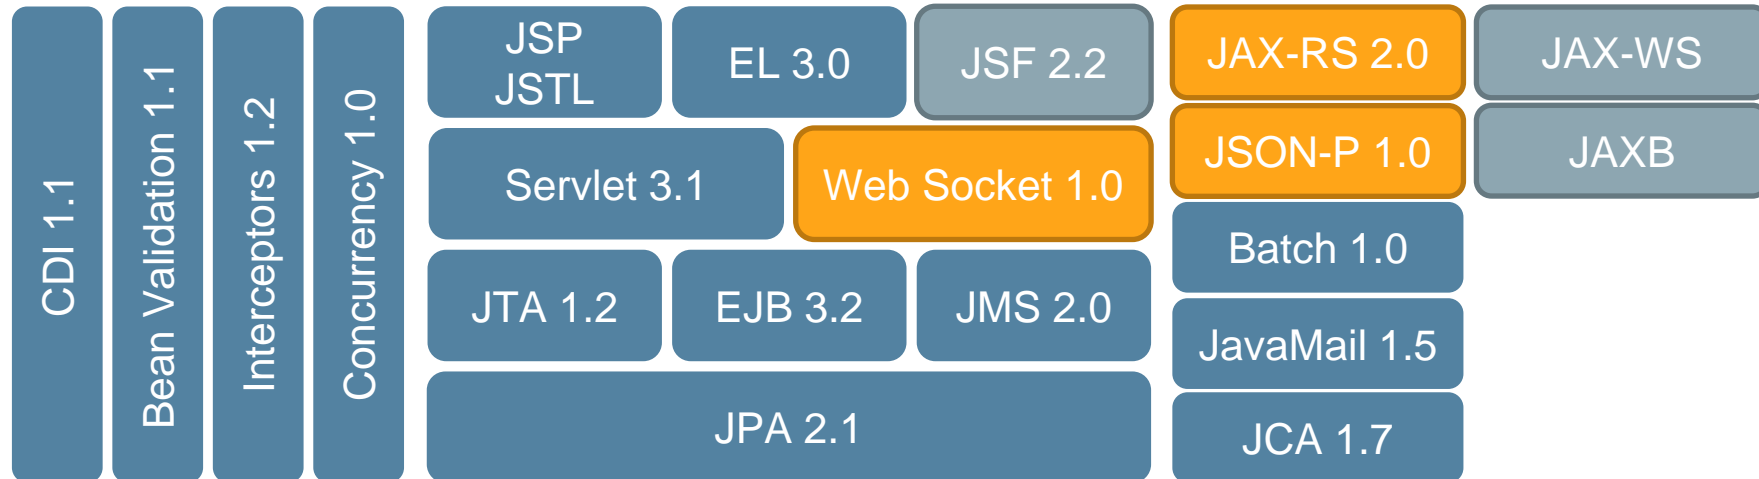 CDI 1.1
Bean Validation 1.1
Interceptors 1.2
Concurrency 1.0
JSP
JSTL
EL 3.0
JSF 2.2
Servlet 3.1
Web Socket 1.0
JTA 1.2
EJB 3.2
JMS 2.0
JPA 2.1
JAX-RS 2.0
JAX-WS
JSON-P 1.0
JAXB
Batch 1.0
JavaMail 1.5
JCA 1.7